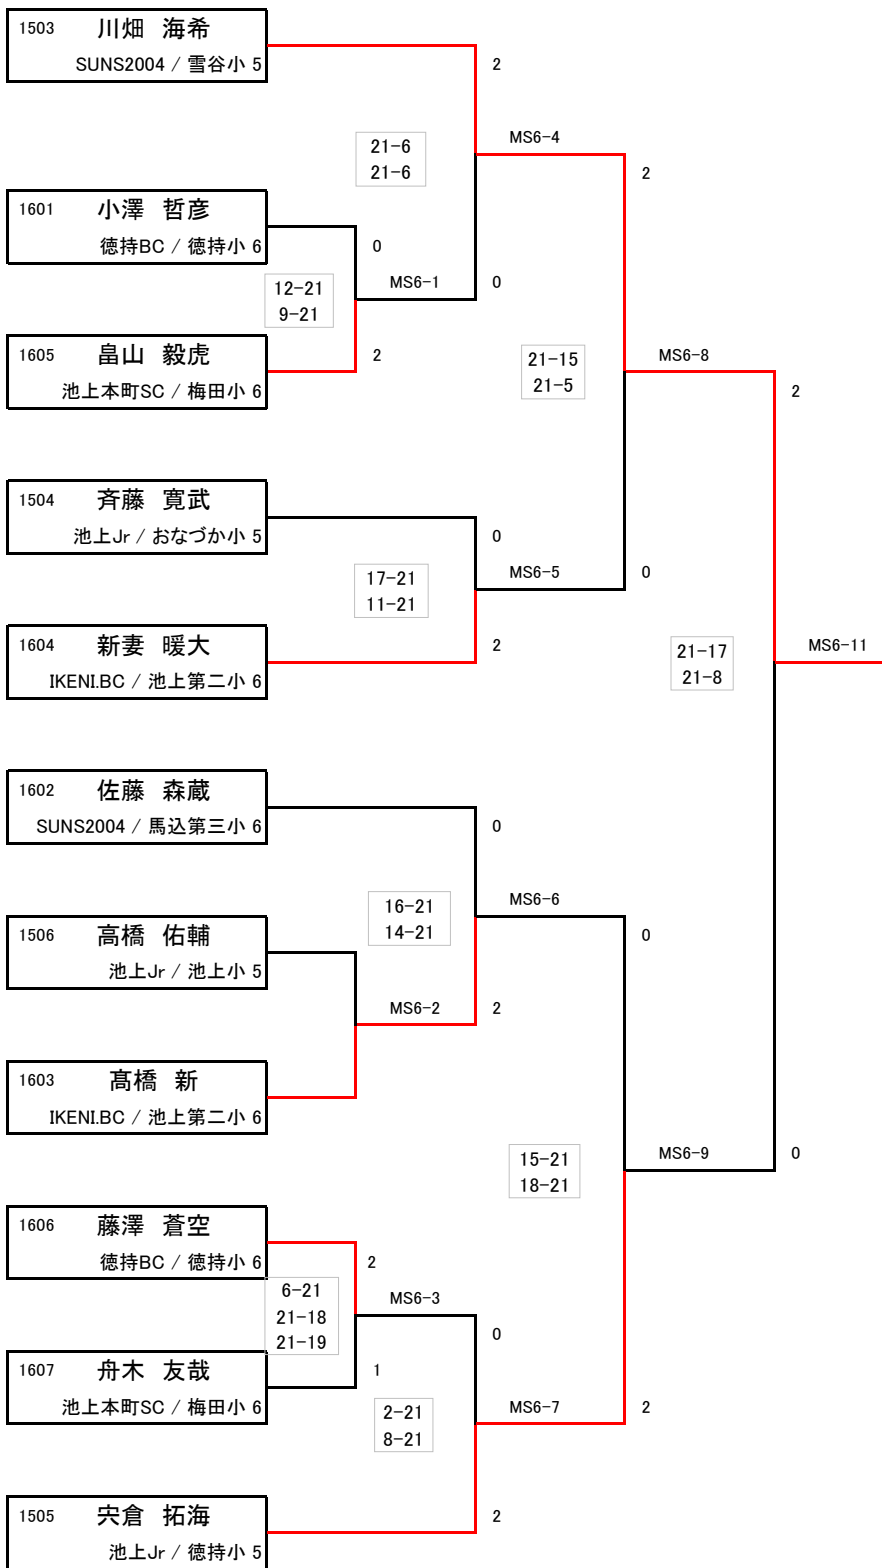 1503 川畑 海希
SUNS2004 / 雪谷小 5
2
MS6-4
21-6
21-6
2
1601 小澤 哲彦
徳持BC / 徳持小 6
0
MS6-1
0
12-21
9-21
1605 畠山 毅虎
池上本町SC / 梅田小 6
2
21-15
21-5
MS6-8
2
1504 斉藤 寛武
池上Jr / おなづか小 5
0
MS6-5
0
17-21
11-21
1604 新妻 暖大
IKENI.BC / 池上第二小 6
2
21-17
21-8
MS6-11
1602 佐藤 森蔵
SUNS2004 / 馬込第三小 6
0
MS6-6
16-21
14-21
0
1506 高橋 佑輔
池上Jr / 池上小 5
MS6-2
2
1603 髙橋 新
IKENI.BC / 池上第二小 6
15-21
18-21
MS6-9
0
1606 藤澤 蒼空
徳持BC / 徳持小 6
2
MS6-3
6-21
21-18
21-19
0
1607 舟木 友哉
池上本町SC / 梅田小 6
1
2-21
8-21
MS6-7
2
1505 宍倉 拓海
池上Jr / 徳持小 5
2